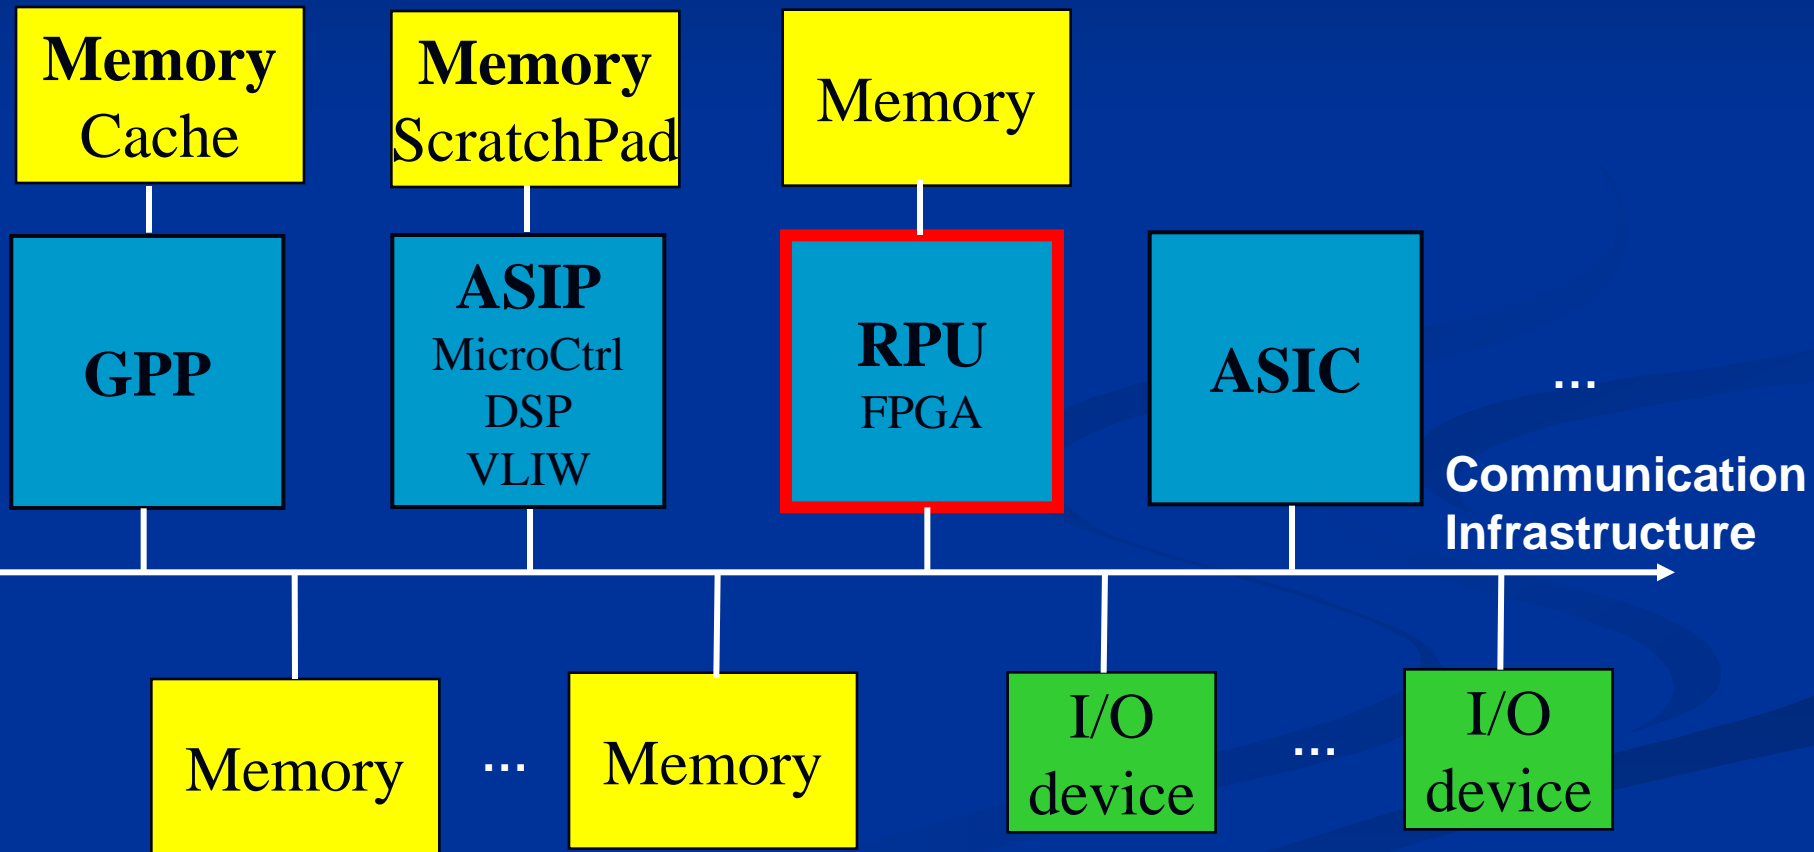 Memory
Cache
Memory
ScratchPad
Memory
GPP
ASIP
MicroCtrl
DSP
VLIW
RPU
FPGA
ASIC
...
Communication
Infrastructure
Memory
...
Memory
I/O
device
...
I/O
device